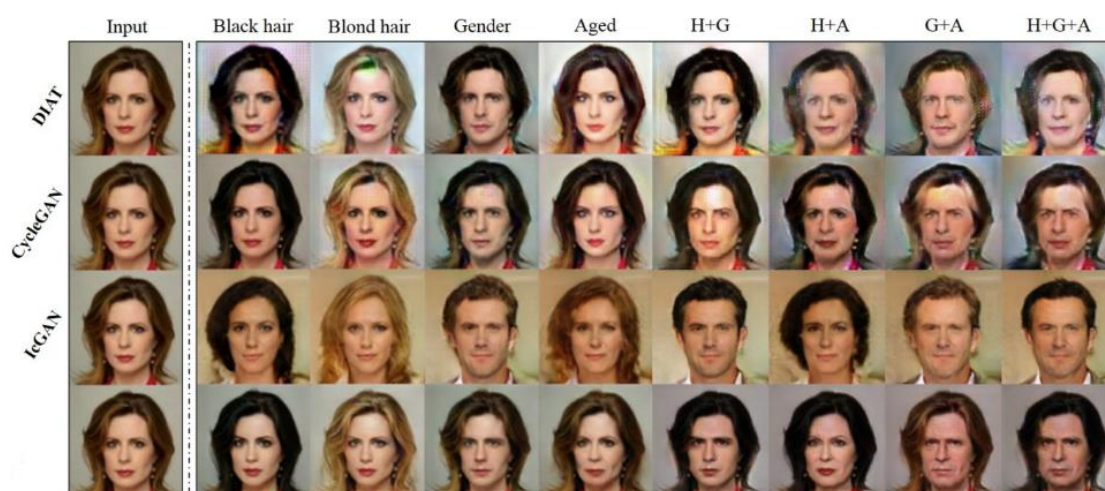 Input Black hair Blond hair Gender Aged H+G H+A G+A H+G+A
DIAT
CycleGAN
IcGAN